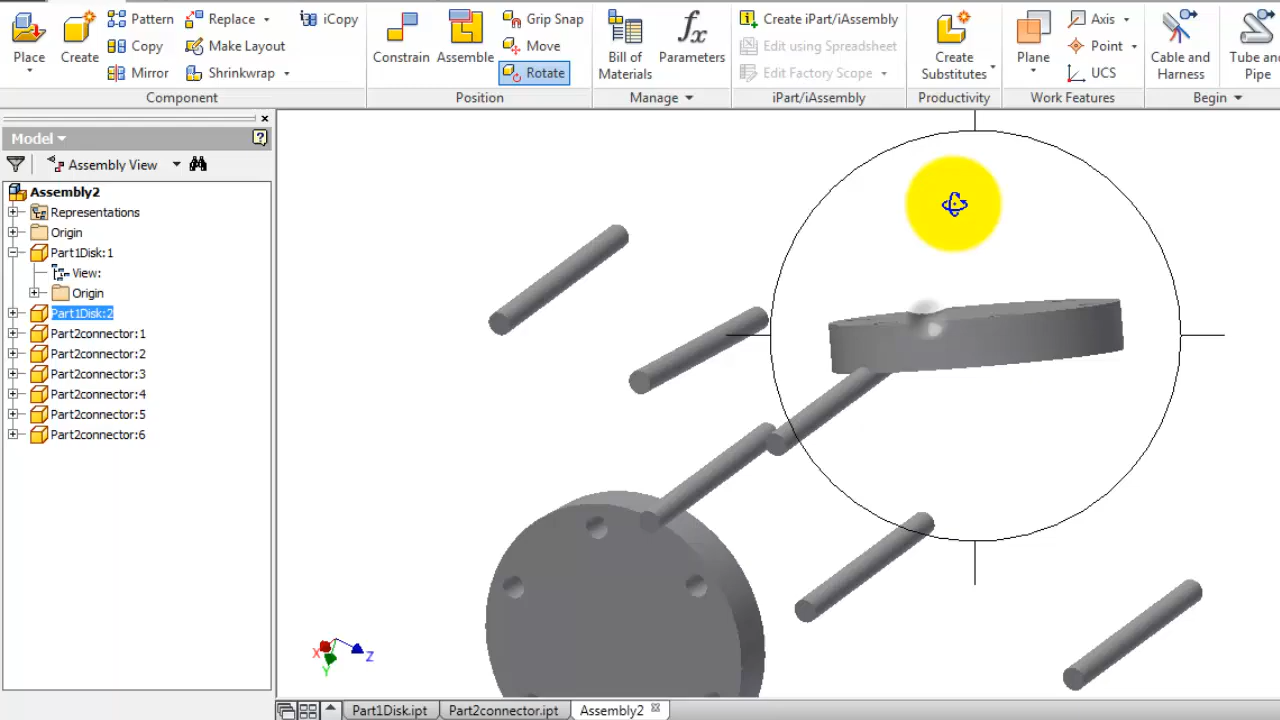 Pattern Replace iCopy
Copy Make Layout
Mirror Shrinkwrap
Place Create
Component
Grip Snap
Move
Rotate
Constrain Assemble
Position
Bill of Materials
Parameters
Manage
Create iPart/iAssembly
Edit using Spreadsheet
Edit Factory Scope
iPart/iAssembly
Create Substitutes
Productivity
Plane
Axis
Point
UCS
Work Features
Cable and Harness
Tube and Pipe
Begin
Model
Assembly View
Assembly2
Representations
Origin
Part1Disk:1
View:
Origin
Part1Disk:2
Part2connector:1
Part2connector:2
Part2connector:3
Part2connector:4
Part2connector:5
Part2connector:6
X Y Z
Part1Disk.ipt Part2connector.ipt Assembly2